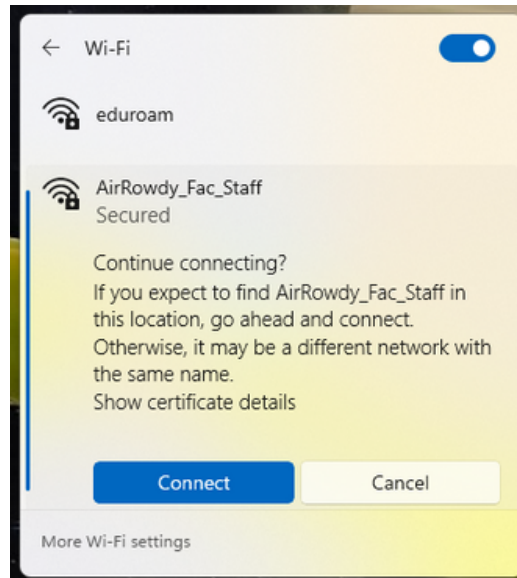 Wi-Fi
eduroam
AirRowdy_Fac_Staff
Secured
Continue connecting?
If you expect to find AirRowdy_Fac_Staff in
this location, go ahead and connect.
Otherwise, it may be a different network with
the same name.
Show certificate details
Connect
Cancel
More Wi-Fi settings